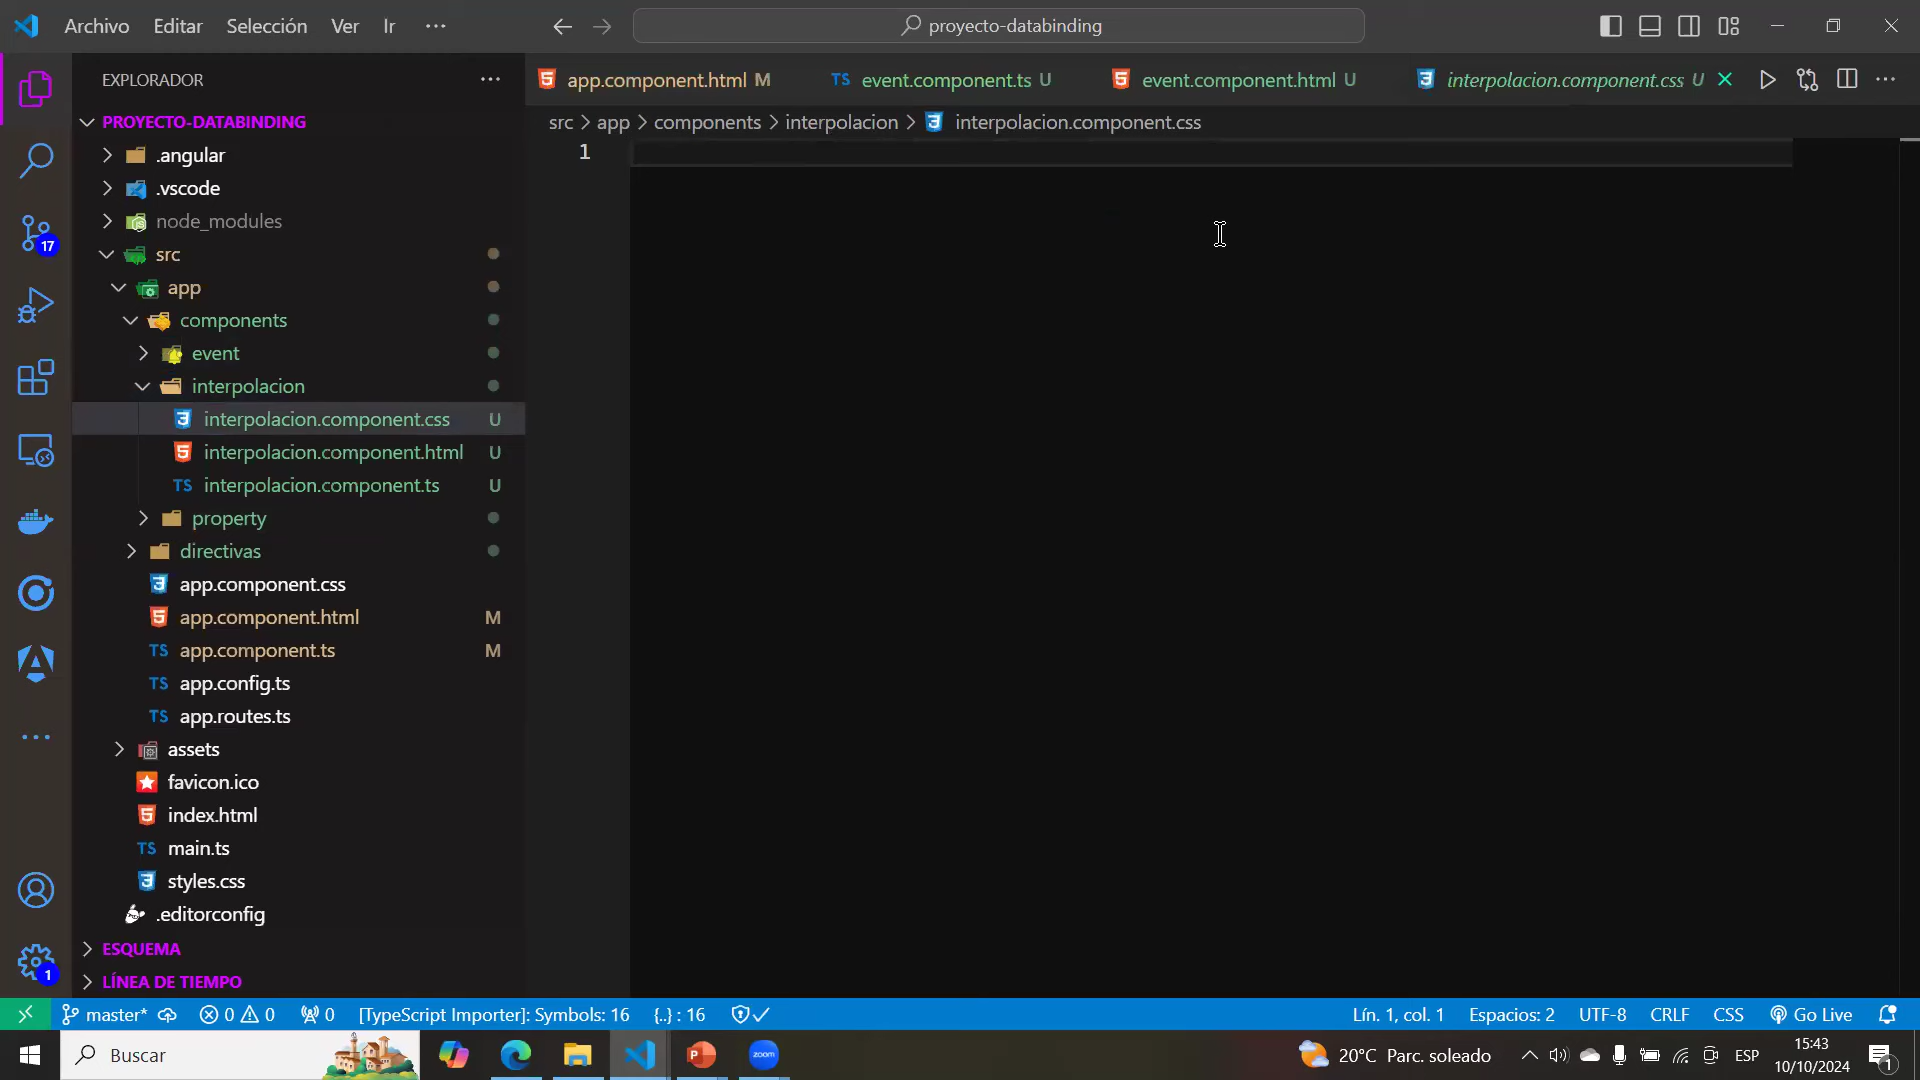 Archivo Editar Selección Ver Ir ···
proyecto-databinding
EXPLORADOR
PROYECTO-DATABINDING
.angular
.vscode
node_modules
src
app
components
event
interpolacion
interpolacion.component.css U
interpolacion.component.html U
TS interpolacion.component.ts U
property
directivas
app.component.css
app.component.html M
TS app.component.ts M
TS app.config.ts
TS app.routes.ts
assets
favicon.ico
index.html
TS main.ts
styles.css
.editorconfig
ESQUEMA
LÍNEA DE TIEMPO
17
1
app.component.html M
TS event.component.ts U
event.component.html U
interpolacion.component.css U
src > app > components > interpolacion > interpolacion.component.css
1
master* 0 0 0 [TypeScript Importer]: Symbols: 16 {..} : 16
Lín. 1, col. 1 Espacios: 2 UTF-8 CRLF CSS Go Live
Buscar
zoom
20°C Parc. soleado
ESP
15:43
10/10/2024
1